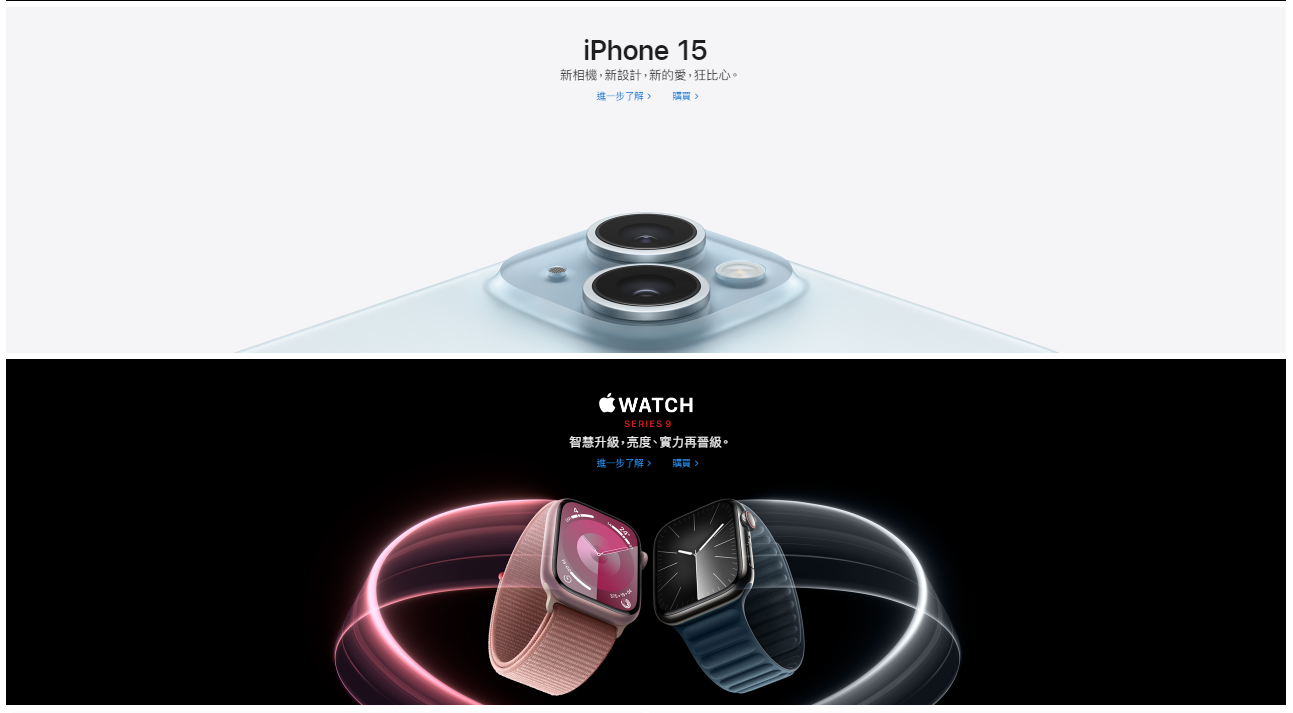 iPhone 15
新相機，新設計，新的愛，狂比心。
進一步了解 > 購買 >
WATCH
SERIES 9
智慧升級，亮度、實力再晉級。
進一步了解 > 購買 >
4
24°